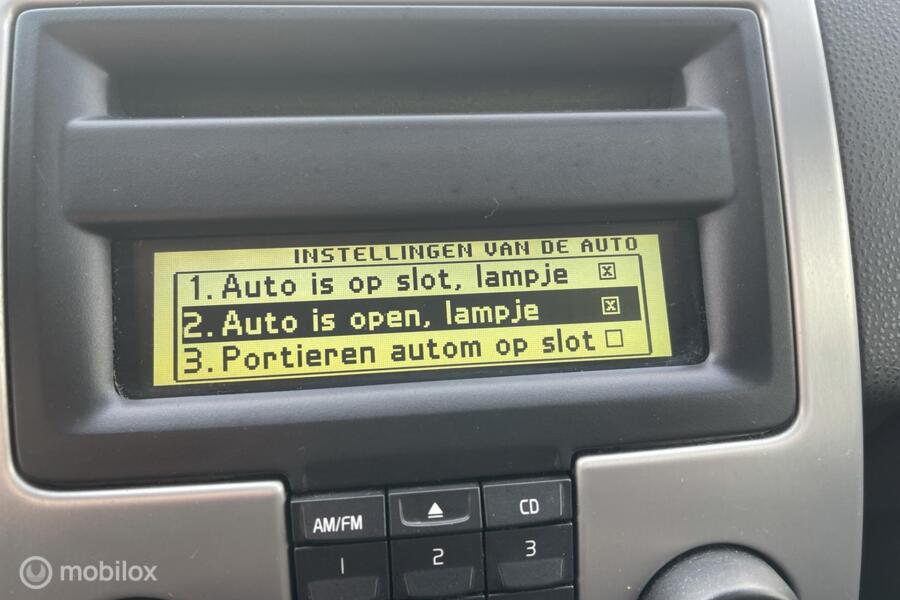 INSTELLINGEN VAN DE AUTO
1. Auto is op slot, lampje
2. Auto is open, lampje
3. Portieren autom op slot
AM/FM
CD
1 2 3
mobilox